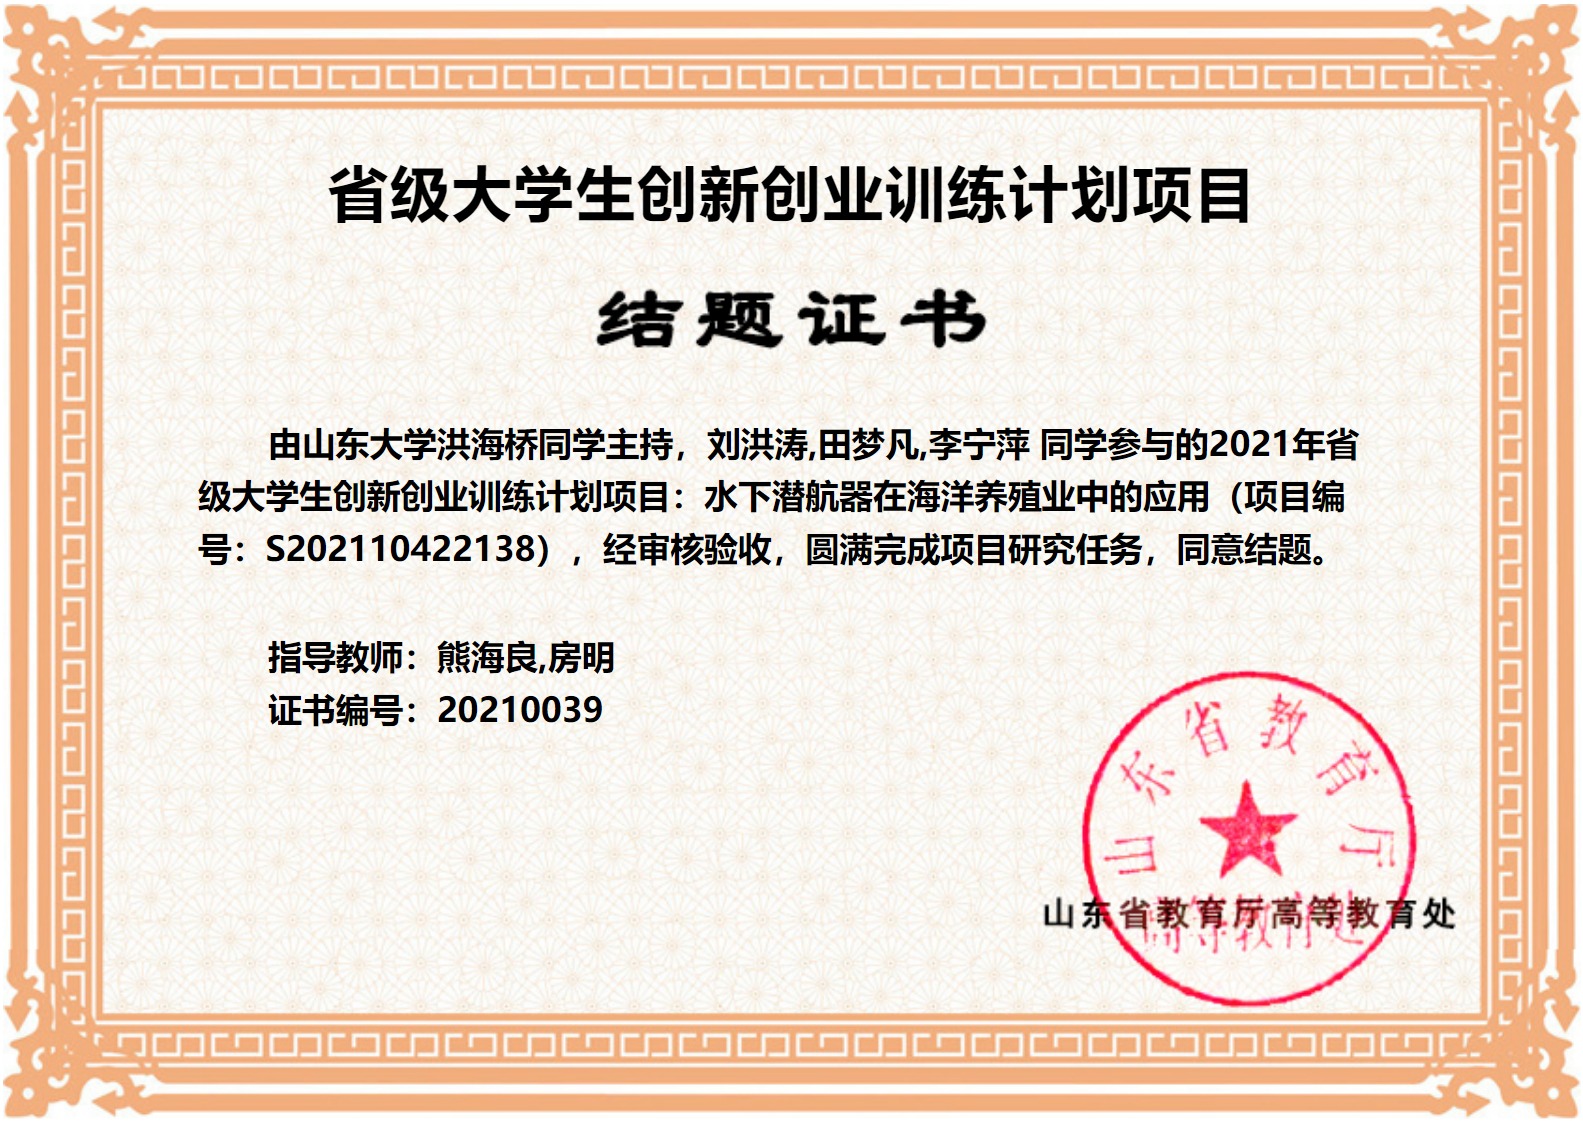 省级大学生创新创业训练计划项目
结题证书
由山东大学洪海桥同学主持，刘洪涛,田梦凡,李宁萍 同学参与的2021年省
级大学生创新创业训练计划项目：水下潜航器在海洋养殖业中的应用（项目编
号：S202110422138），经审核验收，圆满完成项目研究任务，同意结题。
指导教师：熊海良,房明
证书编号：20210039
山东省教育厅
山东省教育厅高等教育处
高等教育处